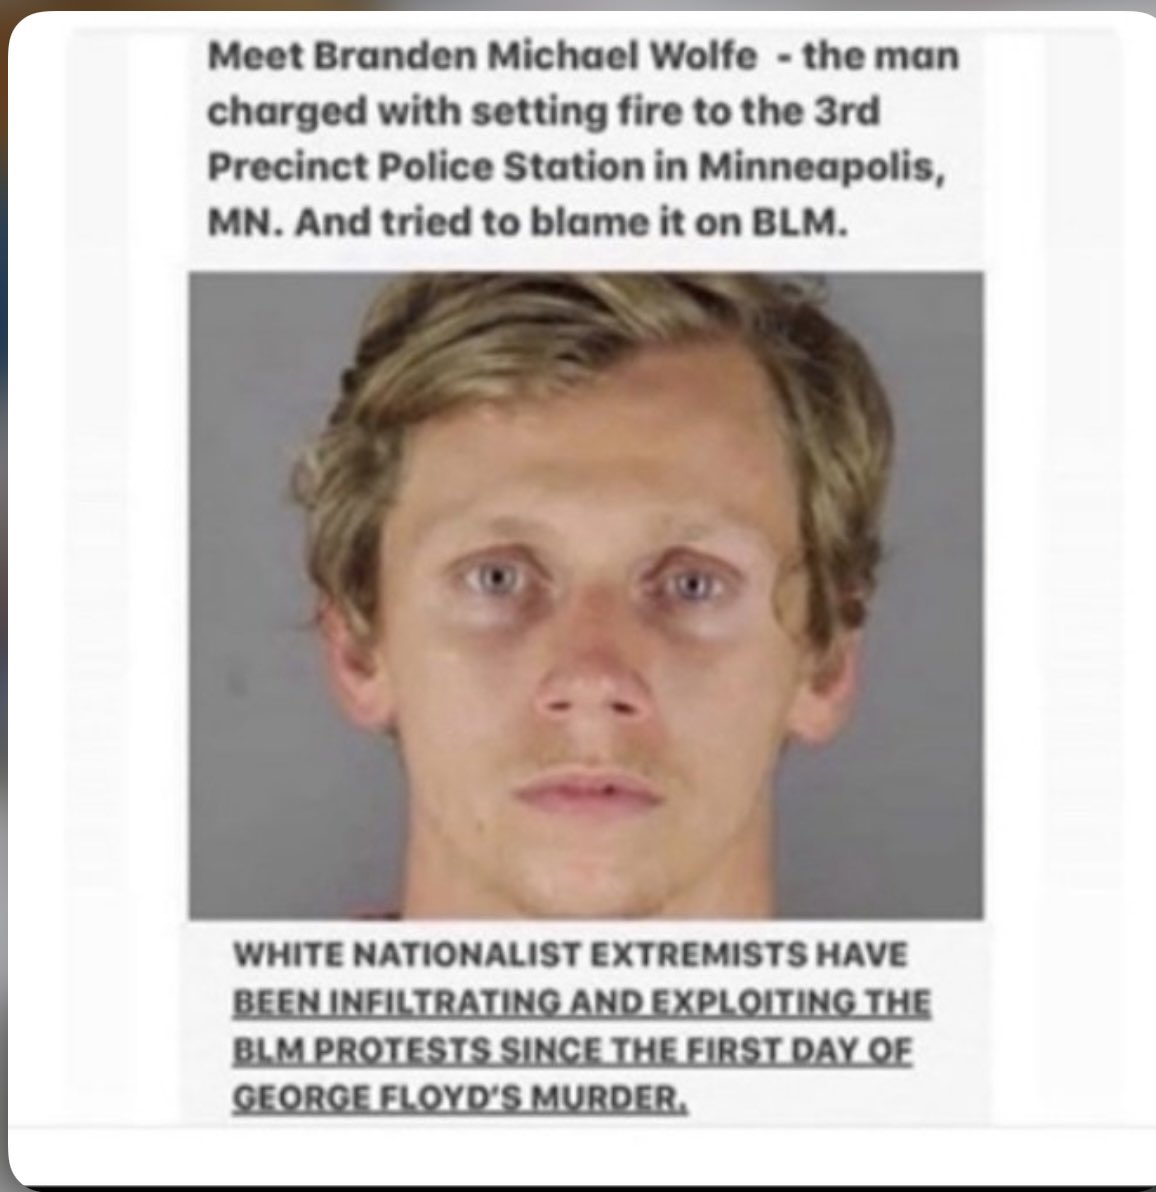 Meet Branden Michael Wolfe - the man
charged with setting fire to the 3rd
Precinct Police Station in Minneapolis,
MN. And tried to blame it on BLM.
WHITE NATIONALIST EXTREMISTS HAVE
BEEN INFILTRATING AND EXPLOITING THE
BLM PROTESTS SINCE THE FIRST DAY OF
GEORGE FLOYD'S MURDER.